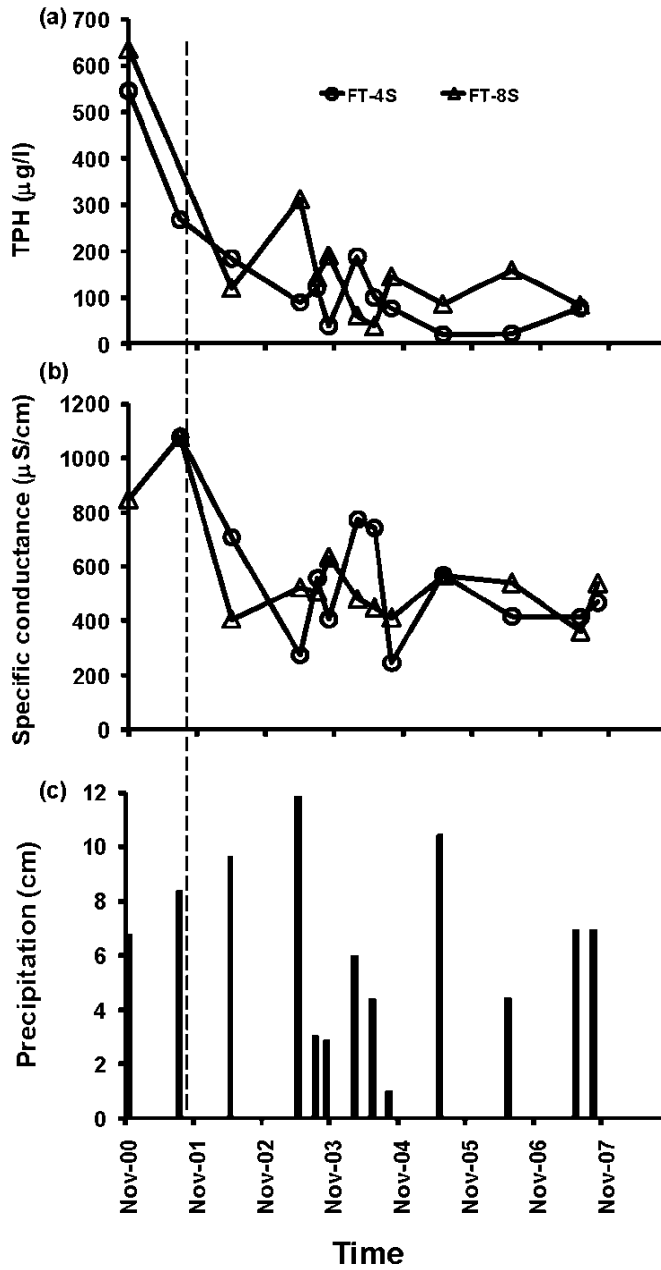 (a)
700
600
500
400
300
200
100
0
TPH (µg/l)
FT-4S FT-8S
(b)
1200
1000
800
600
400
200
0
Specific conductance (µS/cm)
(c)
12
10
8
6
4
2
0
Precipitation (cm)
Nov-00 Nov-01 Nov-02 Nov-03 Nov-04 Nov-05 Nov-06 Nov-07
Time